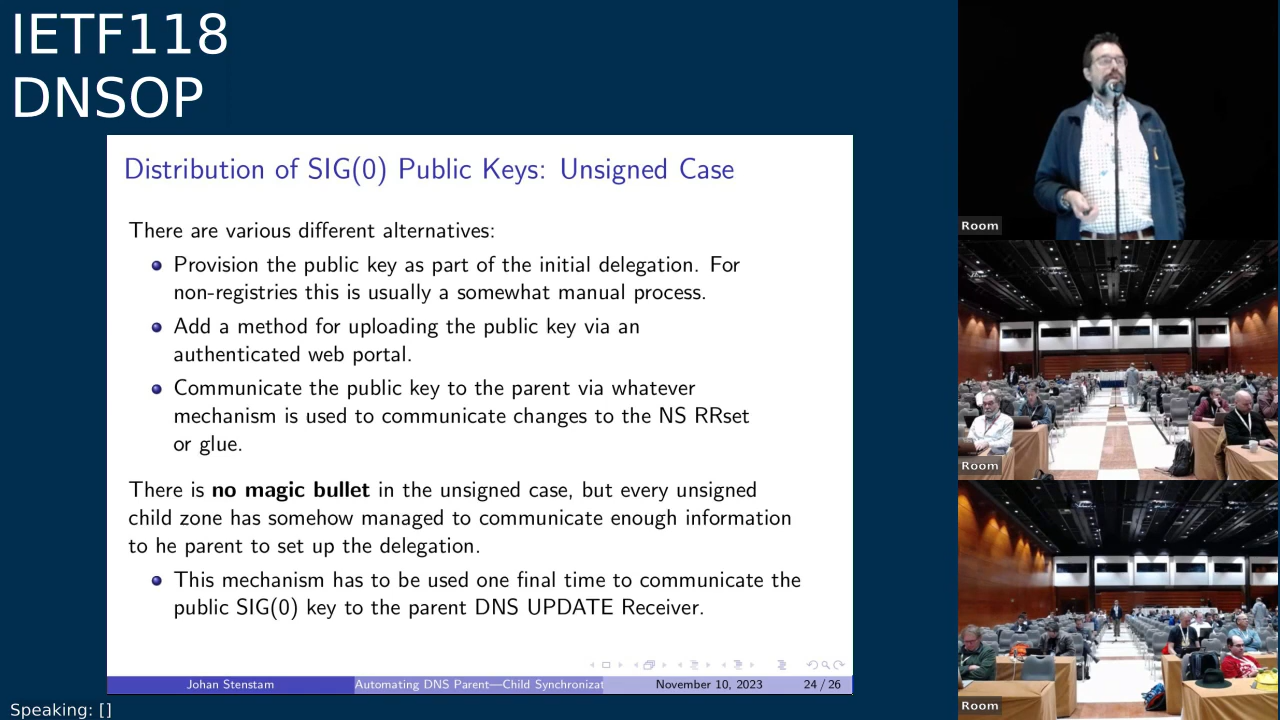 IETF118
DNSOP
Distribution of SIG(0) Public Keys: Unsigned Case
There are various different alternatives:
Provision the public key as part of the initial delegation. For
non-registries this is usually a somewhat manual process.
Add a method for uploading the public key via an
authenticated web portal.
Communicate the public key to the parent via whatever
mechanism is used to communicate changes to the NS RRset
or glue.
There is no magic bullet in the unsigned case, but every unsigned
child zone has somehow managed to communicate enough information
to he parent to set up the delegation.
This mechanism has to be used one final time to communicate the
public SIG(0) key to the parent DNS UPDATE Receiver.
Johan Stenstam
Automating DNS Parent—Child Synchronizat
November 10, 2023
24 / 26
Room
Room
Room
Speaking: []